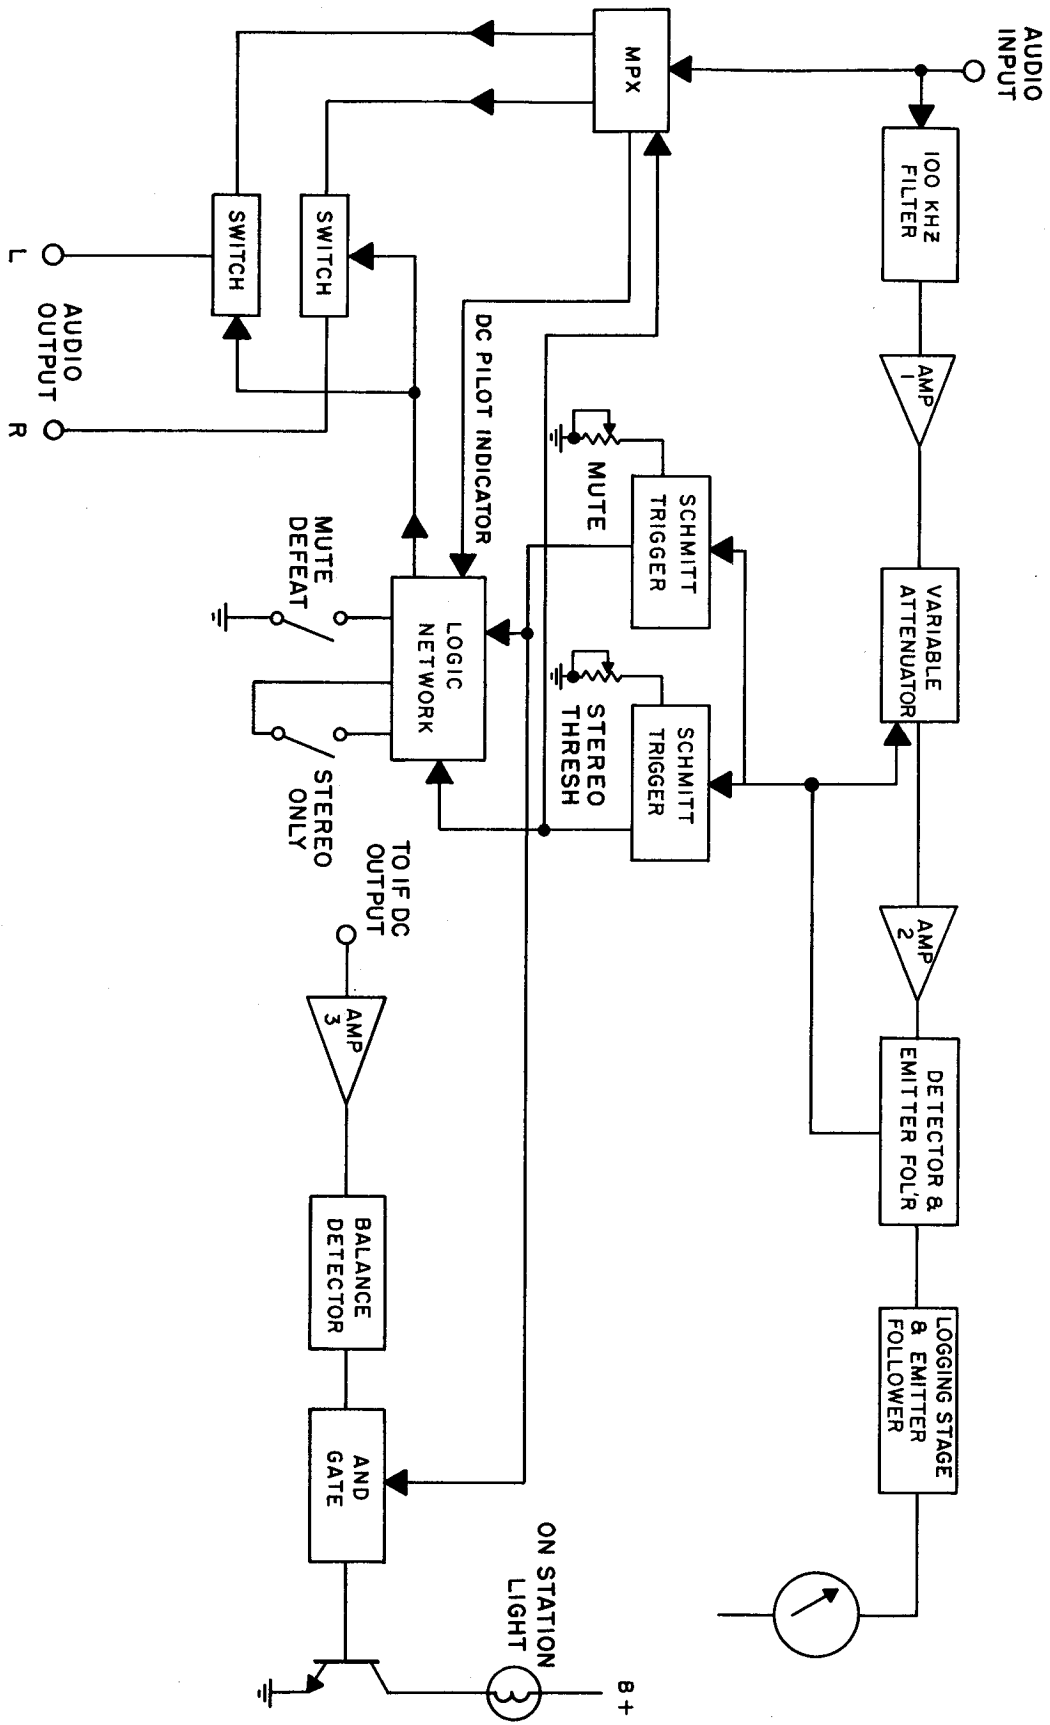 AUDIO
INPUT
100 KHZ
FILTER
AMP
1
VARIABLE
ATTENUATOR
AMP
2
DETECTOR &
EMITTER FOL'R
LOGGING STAGE
& EMITTER
FOLLOWER
MPX
SCHMITT
TRIGGER
MUTE
SCHMITT
TRIGGER
STEREO
THRESH
DC PILOT INDICATOR
SWITCH
SWITCH
LOGIC
NETWORK
MUTE
DEFEAT
STEREO
ONLY
TO IF DC
OUTPUT
AMP
3
BALANCE
DETECTOR
AND
GATE
ON STATION
LIGHT
B+
L
AUDIO
OUTPUT
R